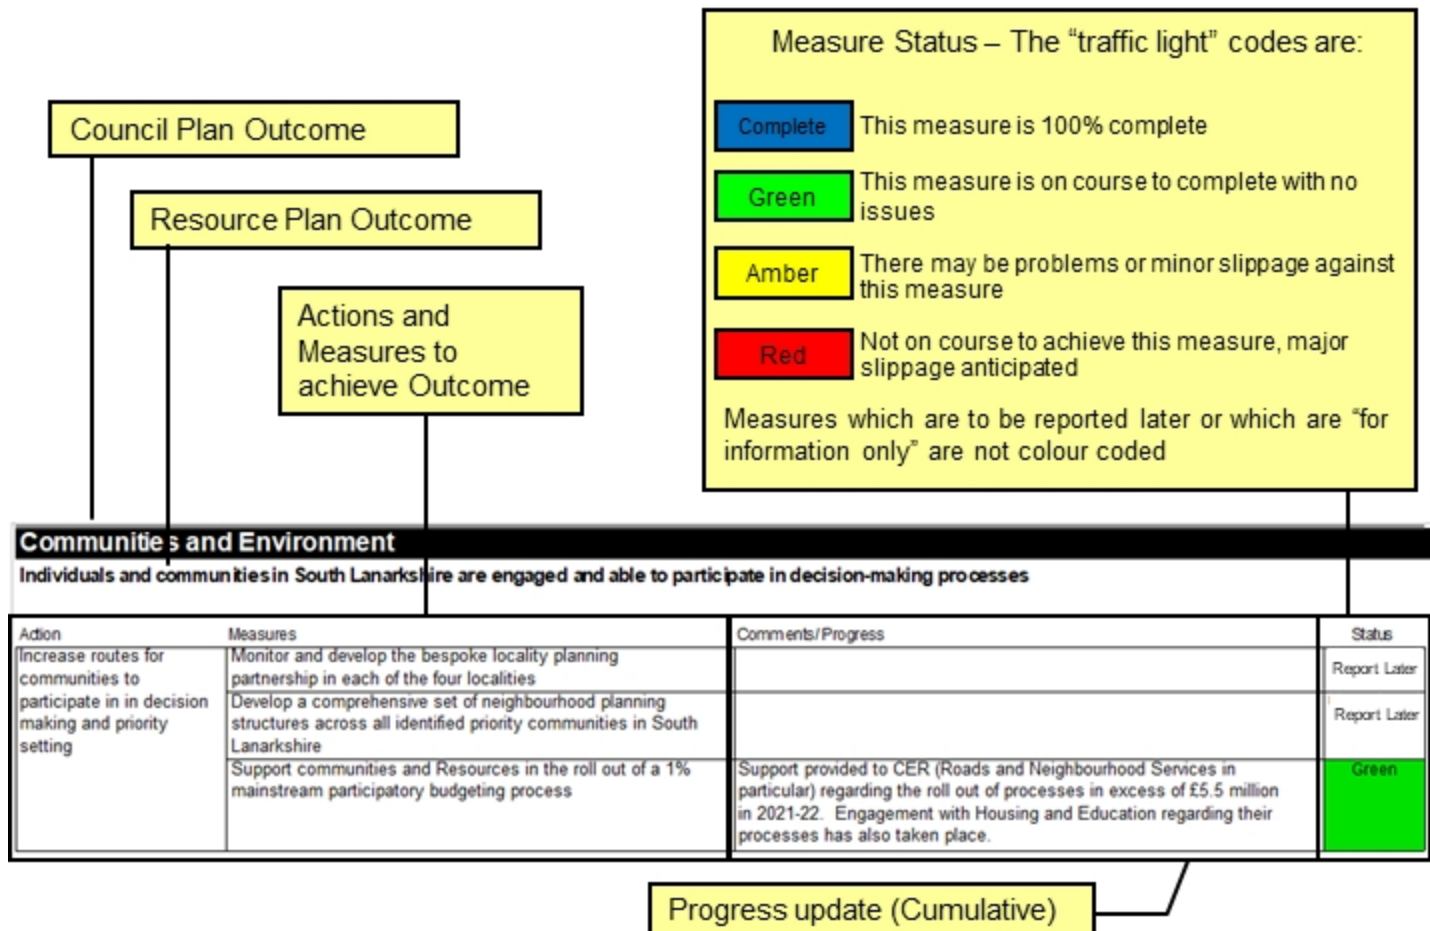 Measure Status – The “traffic light” codes are:
Complete This measure is 100% complete
Green This measure is on course to complete with no
issues
Amber There may be problems or minor slippage against
this measure
Red Not on course to achieve this measure, major
slippage anticipated
Measures which are to be reported later or which are “for
information only” are not colour coded
Council Plan Outcome
Resource Plan Outcome
Actions and
Measures to
achieve Outcome
Communities and Environment
Individuals and communities in South Lanarkshire are engaged and able to participate in decision-making processes
Action Measures Comments/Progress Status
Increase routes for
communities to
participate in in decision
making and priority
setting
Monitor and develop the bespoke locality planning
partnership in each of the four localities
Report Later
Develop a comprehensive set of neighbourhood planning
structures across all identified priority communities in South
Lanarkshire
Report Later
Support communities and Resources in the roll out of a 1%
mainstream participatory budgeting process
Support provided to CER (Roads and Neighbourhood Services in
particular) regarding the roll out of processes in excess of £5.5 million
in 2021-22. Engagement with Housing and Education regarding their
processes has also taken place.
Green
Progress update (Cumulative)